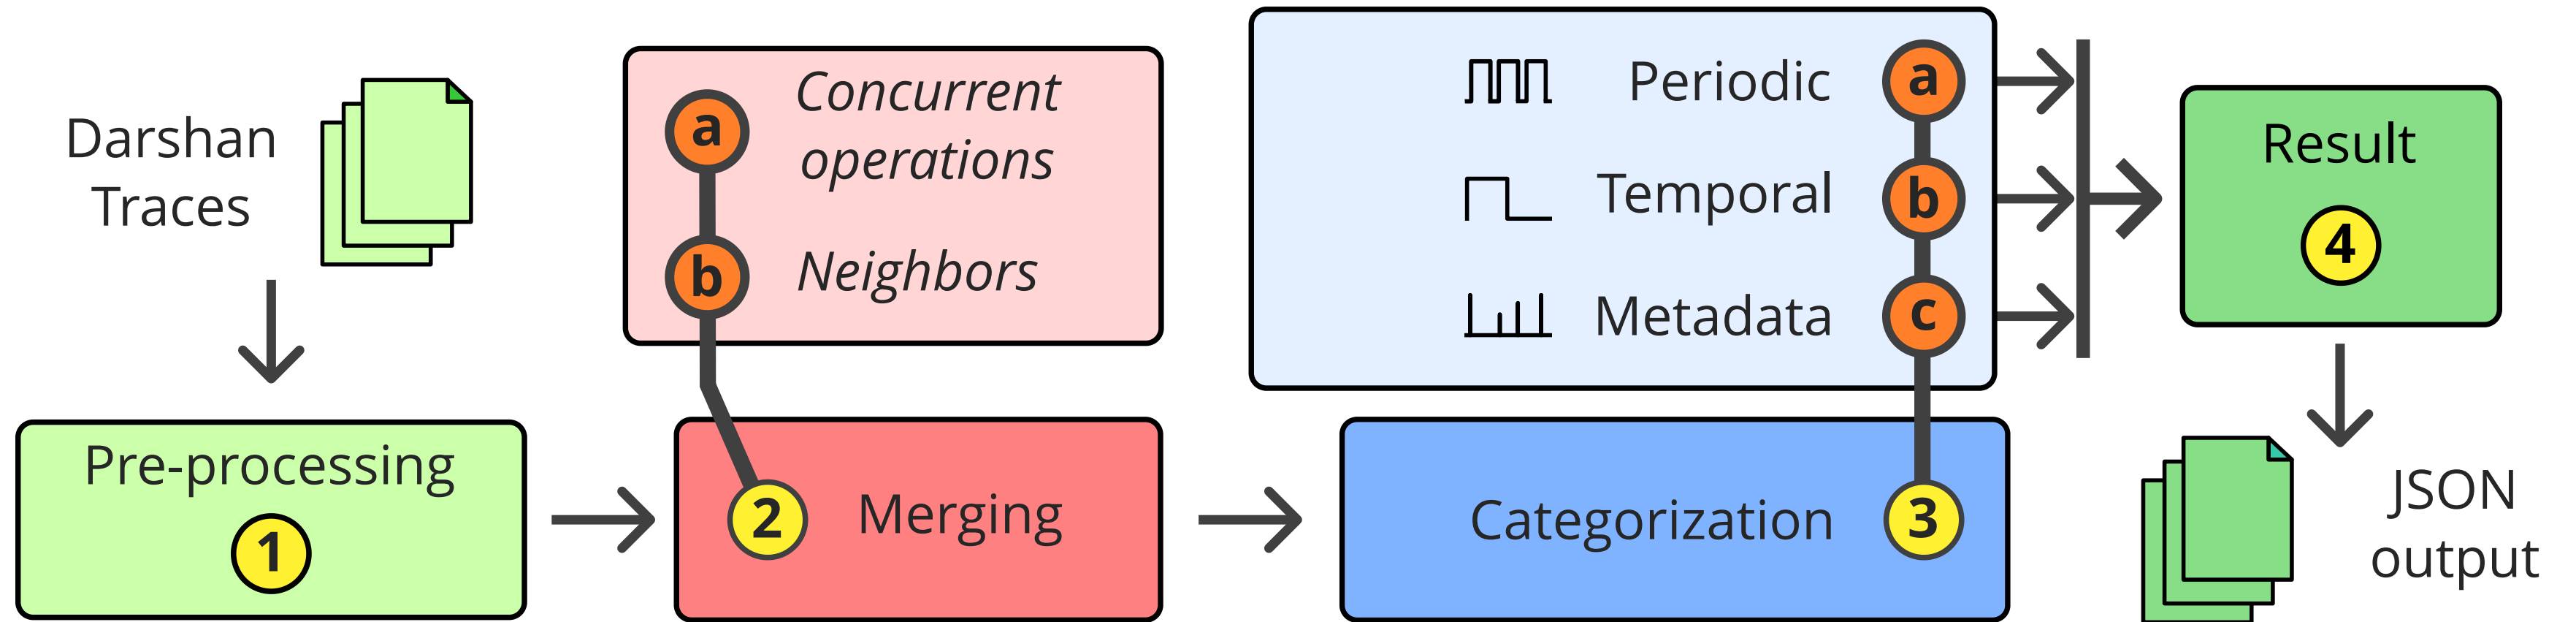 Darshan
Traces
Pre-processing
1
a
Concurrent
operations
b
Neighbors
2
Merging
Periodic
a
Temporal
b
Metadata
c
Categorization
3
Result
4
JSON
output